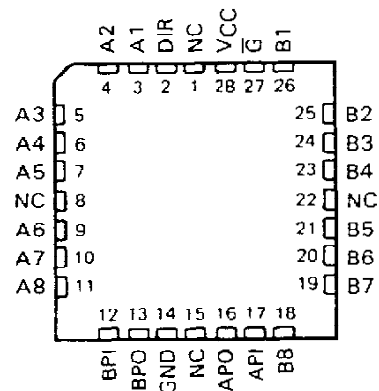 A2 A1 DIR NC VCC G B1
4 3 2 1 28 27 26
A3 5 25 B2
A4 6 24 B3
A5 7 23 B4
NC 8 22 NC
A6 9 21 B5
A7 10 20 B6
A8 11 19 B7
12 13 14 15 16 17 18
BPI BPO GND NC APO API B8